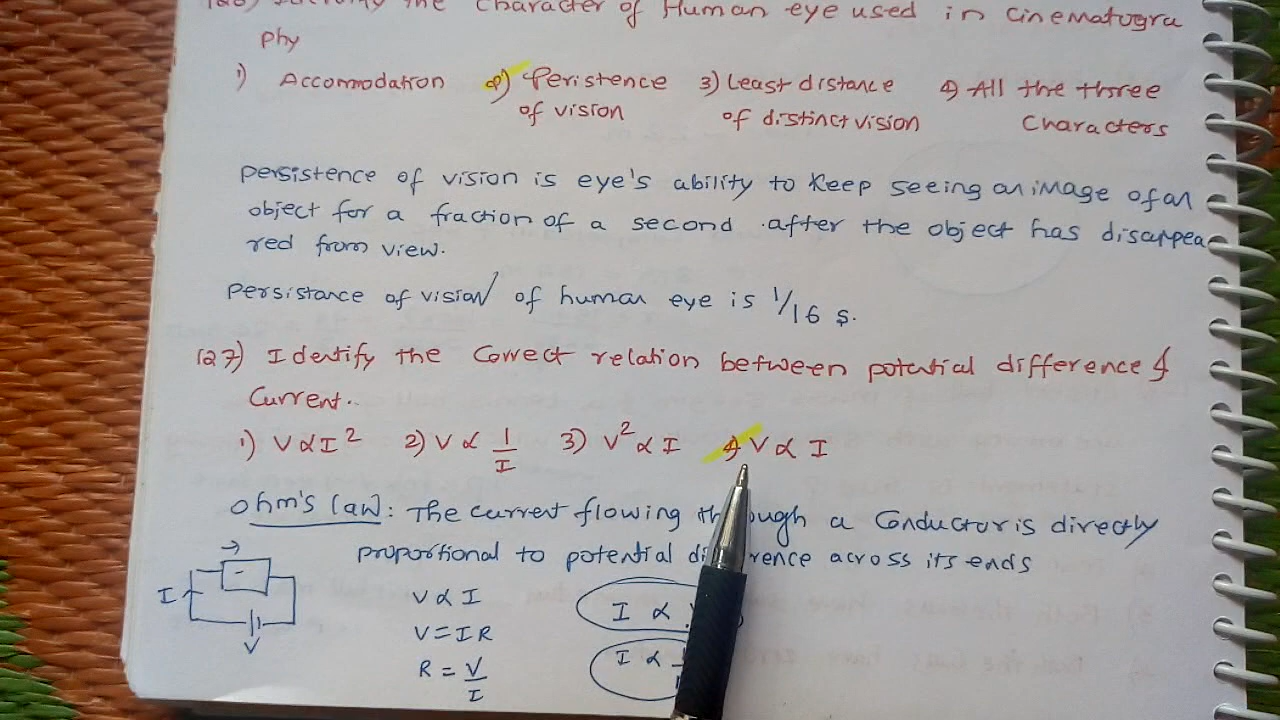 the character of Human eye used in cinematogra
phy
1) Accommodation 2) Peristence 3) Least distance 4) All the three
of vision of distinct vision Characters
Persistence of vision is eye's ability to keep seeing an image of an
object for a fraction of a second .after the object has disappea
red from view.
Persistance of vision of human eye is 1/16 s.
127) Identify the Correct relation between potential difference &
Current.
1) V ∝ I² 2) V ∝ 1/I 3) V² ∝ I 4) V ∝ I
Ohm's law: The current flowing through a Conductor is directly
proportional to potential difference across its ends
I
V
V ∝ I
V = IR
R = V/I
I ∝
I ∝